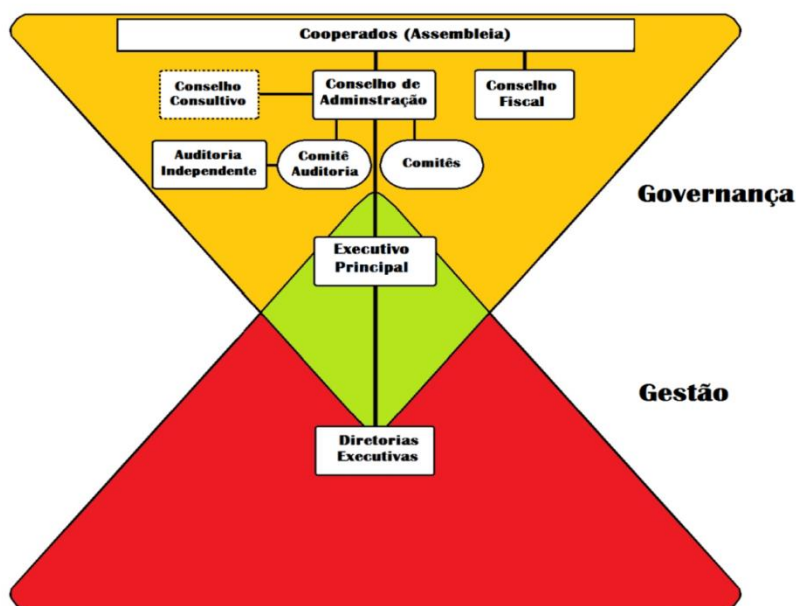 Cooperados (Assembleia)
Conselho
Consultivo
Conselho de
Adminstração
Conselho
Fiscal
Auditoria
Independente
Comitê
Auditoria
Comitês
Governança
Executivo
Principal
Gestão
Diretorias
Executivas